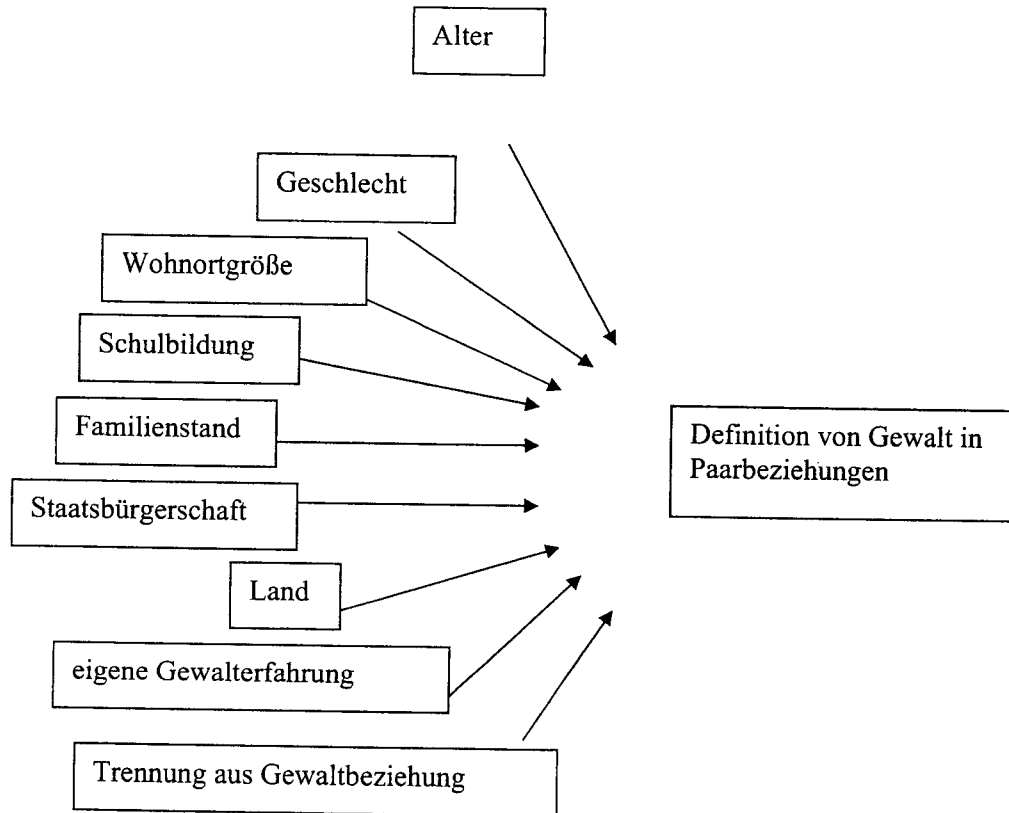 Alter
Geschlecht
Wohnortgröße
Schulbildung
Familienstand
Staatsbürgerschaft
Land
eigene Gewalterfahrung
Trennung aus Gewaltbeziehung
Definition von Gewalt in
Paarbeziehungen